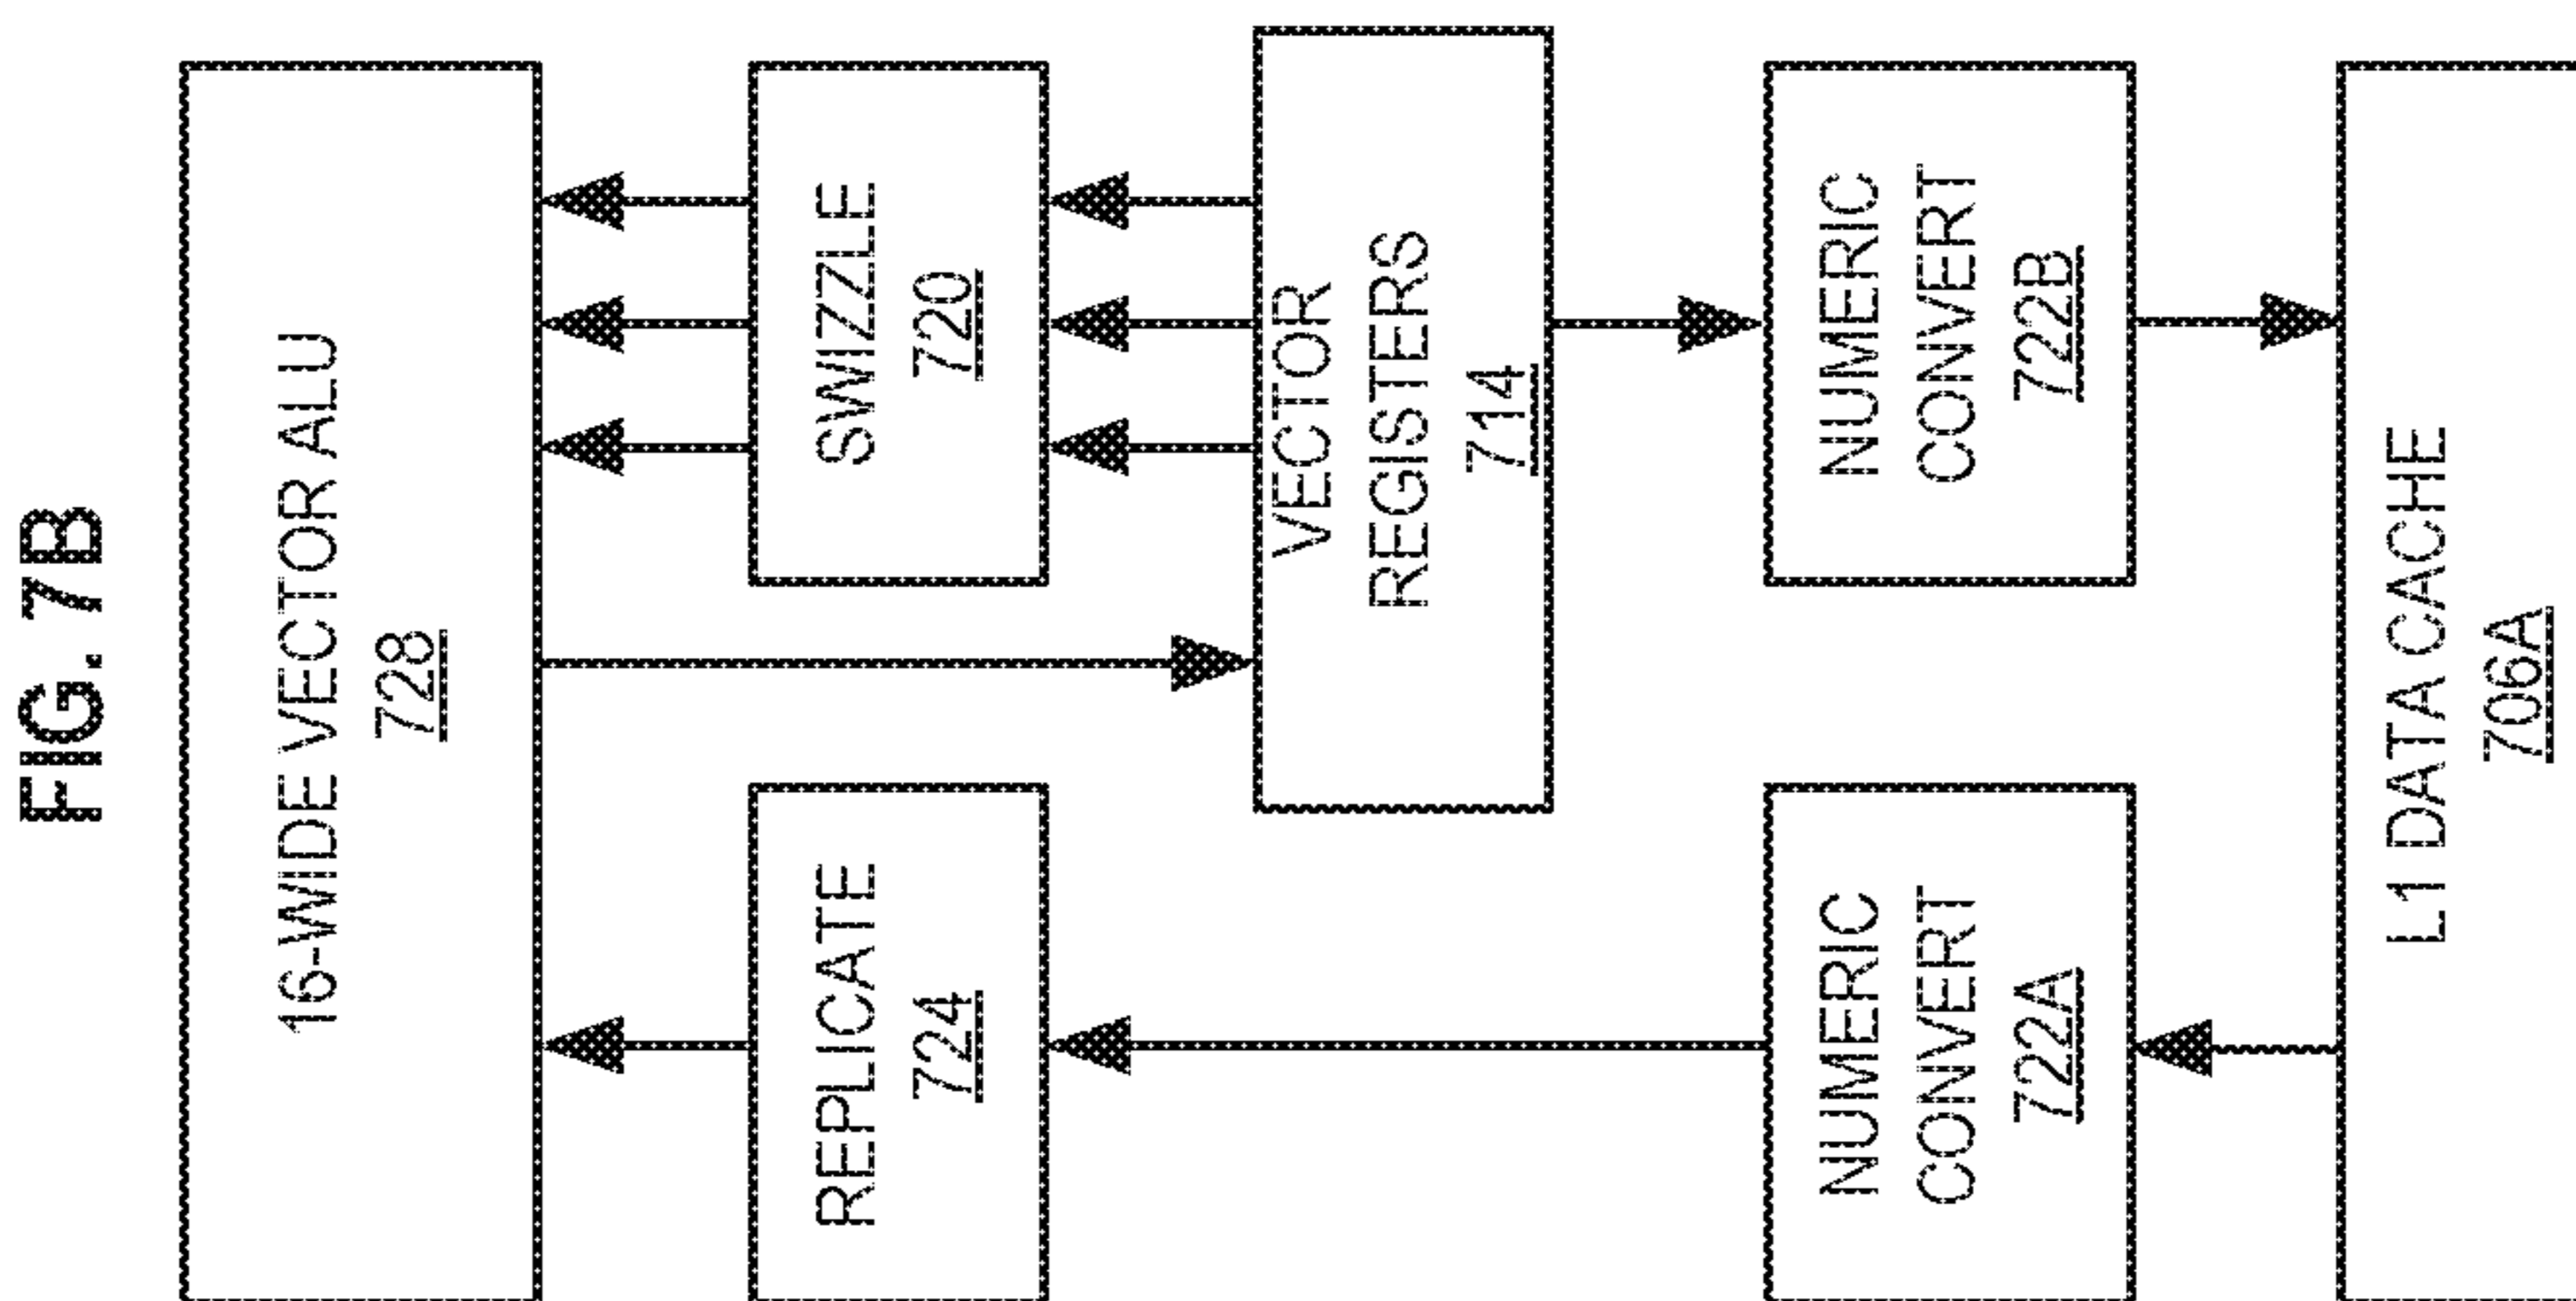 FIG. 7B
16-WIDE VECTOR ALU
728
REPLICATE
724
SWIZZLE
720
VECTOR
REGISTERS
714
NUMERIC
CONVERT
722A
NUMERIC
CONVERT
722B
L1 DATA CACHE
706A